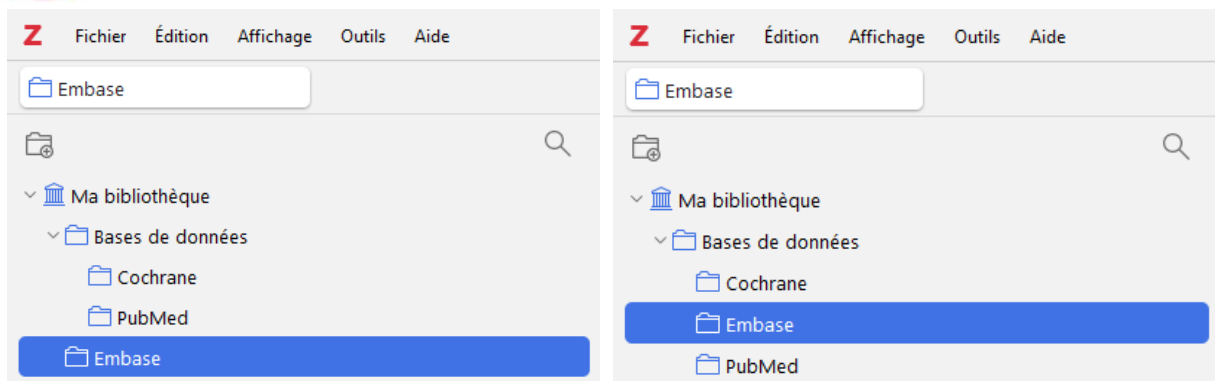 Z Fichier Édition Affichage Outils Aide
Embase
Ma bibliothèque
Bases de données
Cochrane
PubMed
Embase
Z Fichier Édition Affichage Outils Aide
Embase
Ma bibliothèque
Bases de données
Cochrane
Embase
PubMed